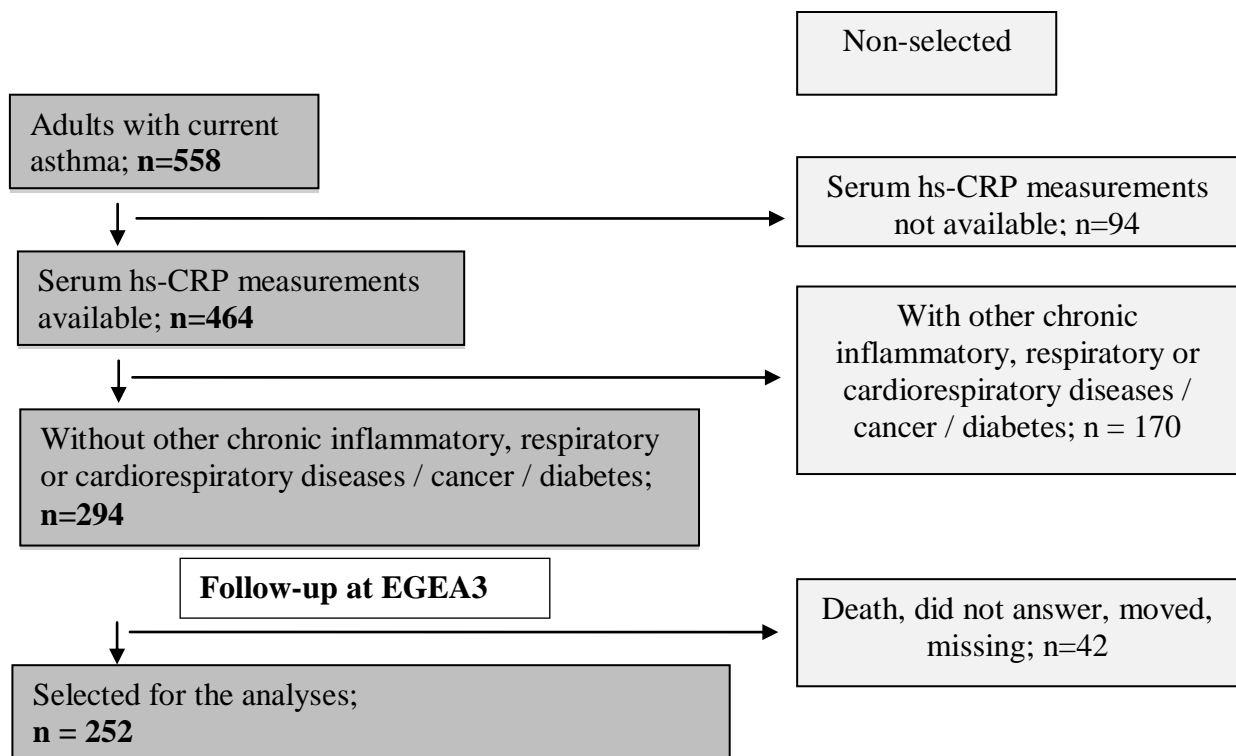 Non-selected
Adults with current
asthma; n=558
Serum hs-CRP measurements
not available; n=94
Serum hs-CRP measurements
available; n=464
With other chronic
inflammatory, respiratory or
cardiorespiratory diseases /
cancer / diabetes; n = 170
Without other chronic inflammatory, respiratory
or cardiorespiratory diseases / cancer / diabetes;
n=294
Follow-up at EGEA3
Death, did not answer, moved,
missing; n=42
Selected for the analyses;
n = 252